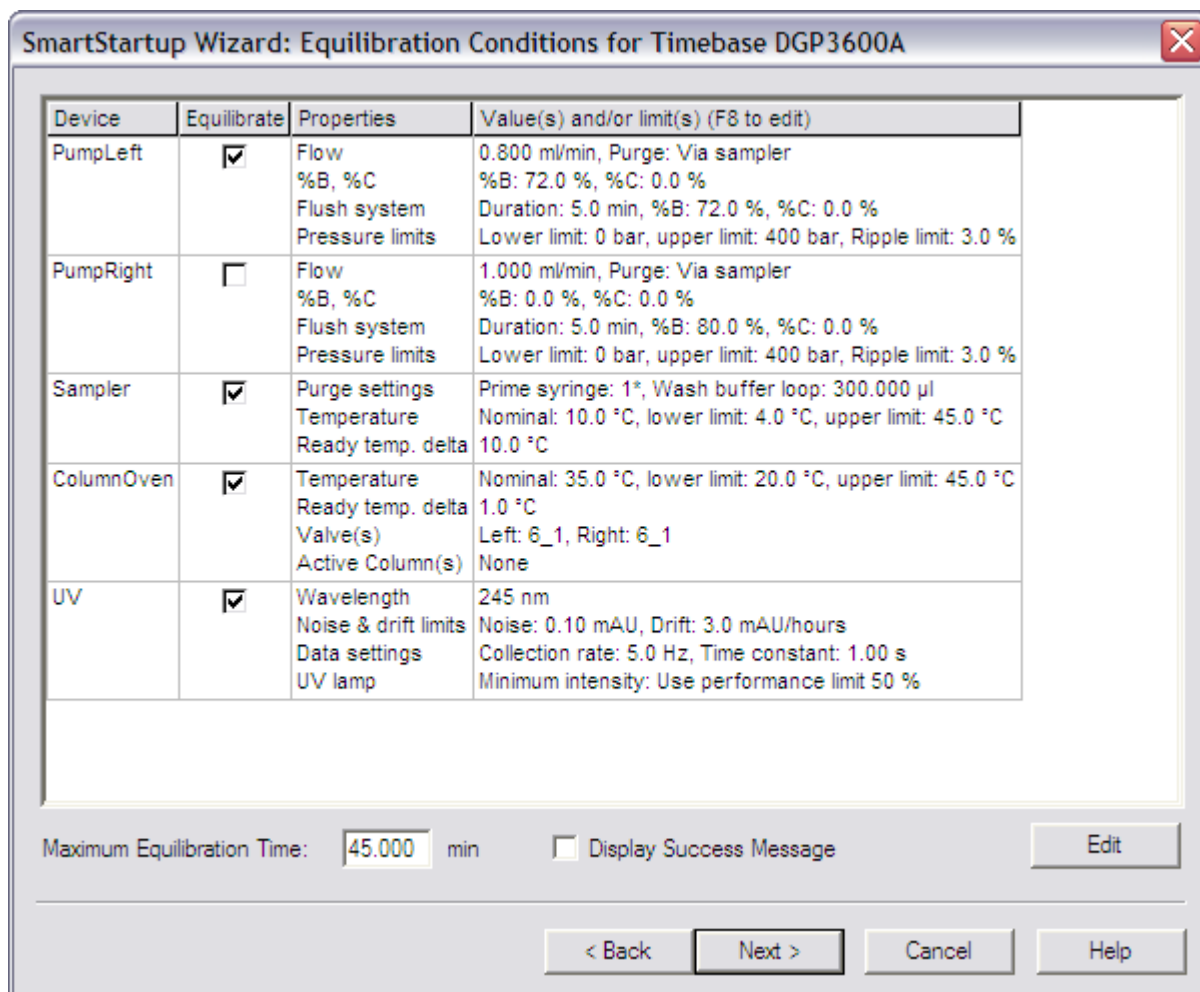 SmartStartup Wizard: Equilibration Conditions for Timebase DGP3600A
Device Equilibrate Properties Value(s) and/or limit(s) (F8 to edit)
PumpLeft Flow 0.800 ml/min, Purge: Via sampler
%B, %C %B: 72.0 %, %C: 0.0 %
Flush system Duration: 5.0 min, %B: 72.0 %, %C: 0.0 %
Pressure limits Lower limit: 0 bar, upper limit: 400 bar, Ripple limit: 3.0 %
PumpRight Flow 1.000 ml/min, Purge: Via sampler
%B, %C %B: 0.0 %, %C: 0.0 %
Flush system Duration: 5.0 min, %B: 80.0 %, %C: 0.0 %
Pressure limits Lower limit: 0 bar, upper limit: 400 bar, Ripple limit: 3.0 %
Sampler Purge settings Prime syringe: 1*, Wash buffer loop: 300.000 µl
Temperature Nominal: 10.0 °C, lower limit: 4.0 °C, upper limit: 45.0 °C
Ready temp. delta 10.0 °C
ColumnOven Temperature Nominal: 35.0 °C, lower limit: 20.0 °C, upper limit: 45.0 °C
Ready temp. delta 1.0 °C
Valve(s) Left: 6_1, Right: 6_1
Active Column(s) None
UV Wavelength 245 nm
Noise & drift limits Noise: 0.10 mAU, Drift: 3.0 mAU/hours
Data settings Collection rate: 5.0 Hz, Time constant: 1.00 s
UV lamp Minimum intensity: Use performance limit 50 %
Maximum Equilibration Time: 45.000 min Display Success Message Edit
< Back Next > Cancel Help